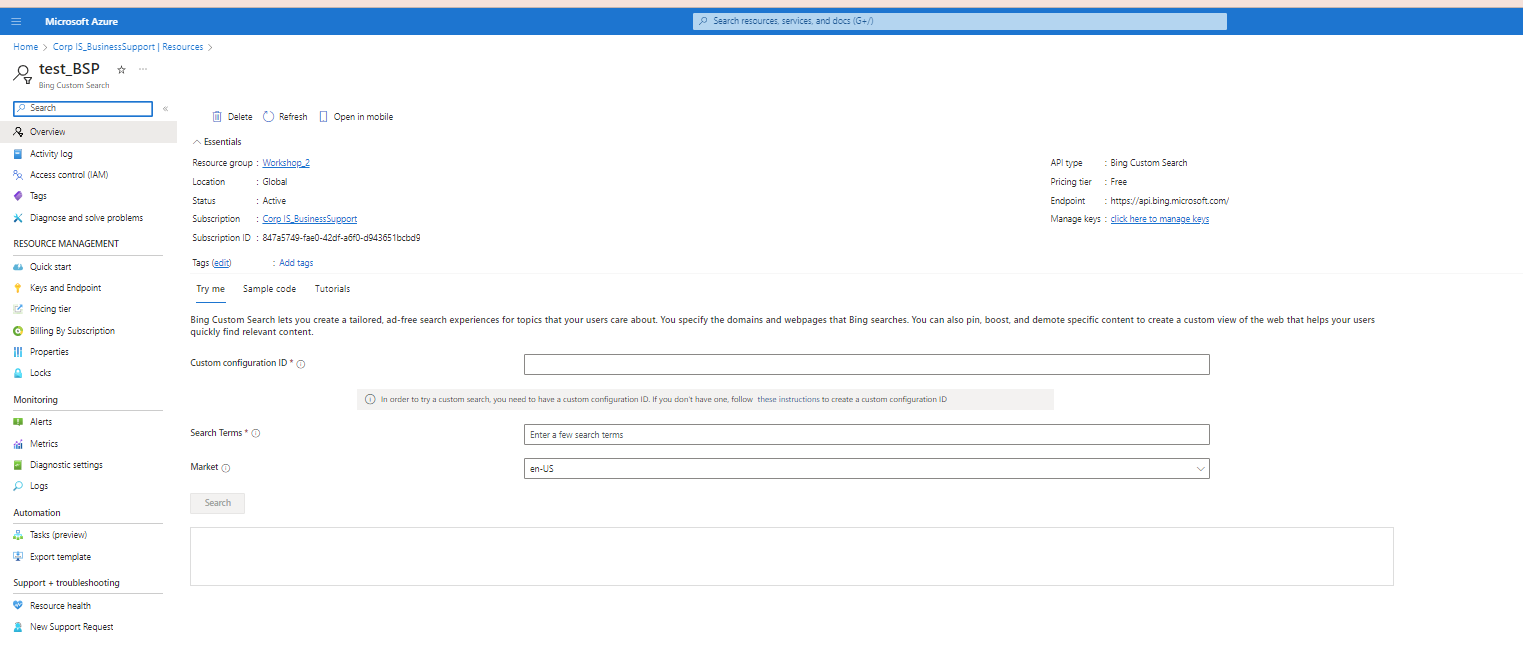 Microsoft Azure
Search resources, services, and docs (G+/)
Home > Corp IS_BusinessSupport | Resources >
test_BSP
Bing Custom Search
Search
Overview
Activity log
Access control (IAM)
Tags
Diagnose and solve problems
RESOURCE MANAGEMENT
Quick start
Keys and Endpoint
Pricing tier
Billing By Subscription
Properties
Locks
Monitoring
Alerts
Metrics
Diagnostic settings
Logs
Automation
Tasks (preview)
Export template
Support + troubleshooting
Resource health
New Support Request
Delete Refresh Open in mobile
Essentials
Resource group : Workshop_2
Location : Global
Status : Active
Subscription : Corp IS_BusinessSupport
Subscription ID : 847a5749-fae0-42df-a6f0-d943651bcbd9
API type : Bing Custom Search
Pricing tier : Free
Endpoint : https://api.bing.microsoft.com/
Manage keys : click here to manage keys
Tags (edit) : Add tags
Try me Sample code Tutorials
Bing Custom Search lets you create a tailored, ad-free search experiences for topics that your users care about. You specify the domains and webpages that Bing searches. You can also pin, boost, and demote specific content to create a custom view of the web that helps your users
quickly find relevant content.
Custom configuration ID *
In order to try a custom search, you need to have a custom configuration ID. If you don't have one, follow these instructions to create a custom configuration ID
Search Terms *
Enter a few search terms
Market
en-US
Search